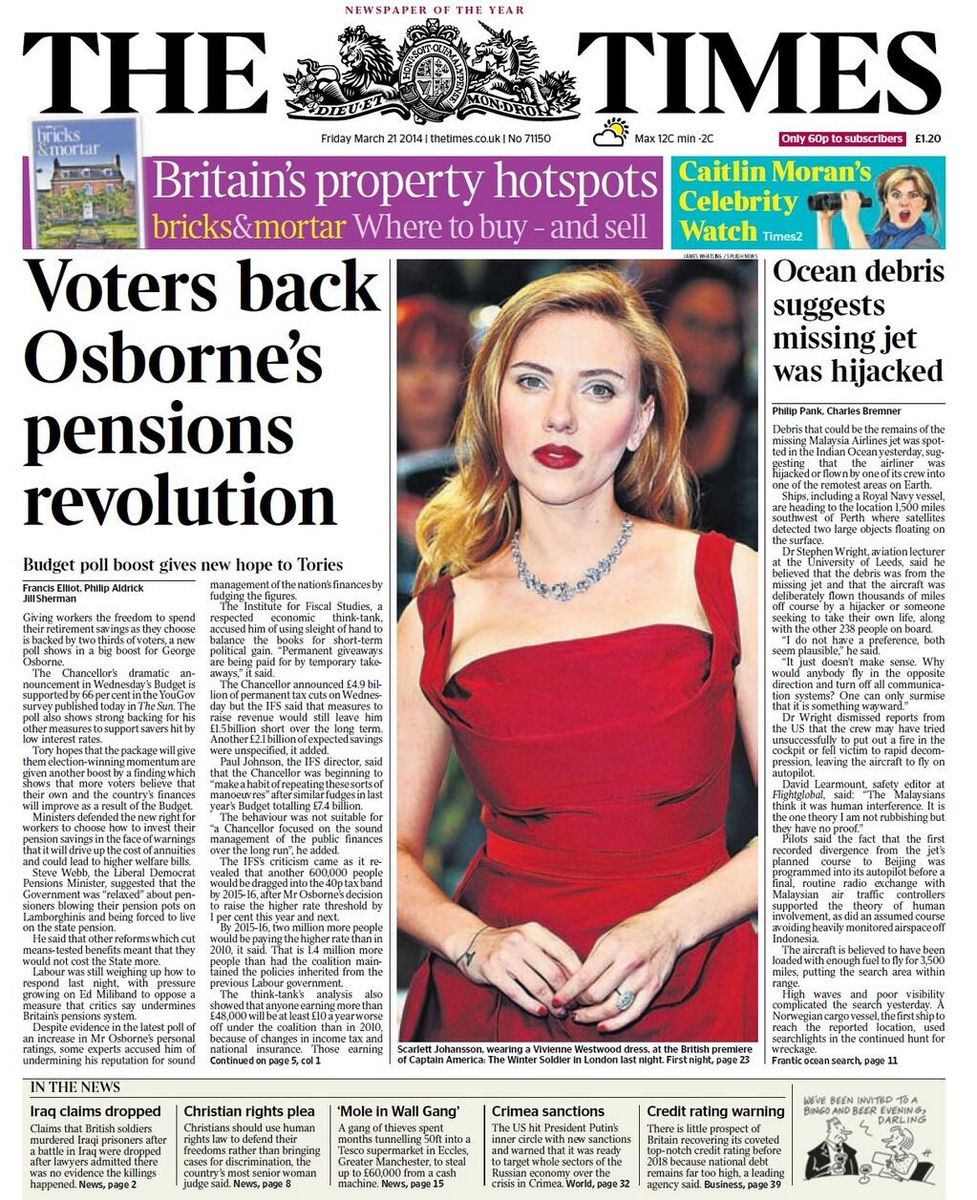 NEWSPAPER OF THE YEAR
THE TIMES
DIEU ET MON DROIT
Friday March 21 2014 | thetimes.co.uk | No 71150
Max 12C min -2C
Only 60p to subscribers £1.20
bricks
&mortar
Britain's property hotspots
bricks&mortar Where to buy – and sell
Caitlin Moran's
Celebrity
Watch Times2
JAMES WHATLING / SPLASH NEWS
Voters back
Osborne's
pensions
revolution
Budget poll boost gives new hope to Tories
Francis Elliot, Philip Aldrick
Jill Sherman
Giving workers the freedom to spend
their retirement savings as they choose
is backed by two thirds of voters, a new
poll shows in a big boost for George
Osborne.
The Chancellor's dramatic an-
nouncement in Wednesday's Budget is
supported by 66 per cent in the YouGov
survey published today in The Sun. The
poll also shows strong backing for his
other measures to support savers hit by
low interest rates.
Tory hopes that the package will give
them election-winning momentum are
given another boost by a finding which
shows that more voters believe that
their own and the country's finances
will improve as a result of the Budget.
Ministers defended the new right for
workers to choose how to invest their
pension savings in the face of warnings
that it will drive up the cost of annuities
and could lead to higher welfare bills.
Steve Webb, the Liberal Democrat
Pensions Minister, suggested that the
Government was "relaxed" about pen-
sioners blowing their pension pots on
Lamborghinis and being forced to live
on the state pension.
He said that other reforms which cut
means-tested benefits meant that they
would not cost the State more.
Labour was still weighing up how to
respond last night, with pressure
growing on Ed Miliband to oppose a
measure that critics say undermines
Britain's pensions system.
Despite evidence in the latest poll of
an increase in Mr Osborne's personal
ratings, some experts accused him of
undermining his reputation for sound
management of the nation's finances by
fudging the figures.
The Institute for Fiscal Studies, a
respected economic think-tank,
accused him of using sleight of hand to
balance the books for short-term
political gain. "Permanent giveaways
are being paid for by temporary take-
aways," it said.
The Chancellor announced £4.9 bil-
lion of permanent tax cuts on Wednes-
day but the IFS said that measures to
raise revenue would still leave him
£1.5 billion short over the long term.
Another £2.1 billion of expected savings
were unspecified, it added.
Paul Johnson, the IFS director, said
that the Chancellor was beginning to
"make a habit of repeating these sorts of
manoeuvres" after similar fudges in last
year's Budget totalling £7.4 billion.
The behaviour was not suitable for
"a Chancellor focused on the sound
management of the public finances
over the long run", he added.
The IFS's criticism came as it re-
vealed that another 600,000 people
would be dragged into the 40p tax band
by 2015-16, after Mr Osborne's decision
to raise the higher rate threshold by
1 per cent this year and next.
By 2015-16, two million more people
would be paying the higher rate than in
2010, it said. That is 1.4 million more
people than had the coalition main-
tained the policies inherited from the
previous Labour government.
The think-tank's analysis also
showed that anyone earning more than
£48,000 will be at least £10 a year worse
off under the coalition than in 2010,
because of changes in income tax and
national insurance. Those earning
Continued on page 5, col 1
Scarlett Johansson, wearing a Vivienne Westwood dress, at the British premiere
of Captain America: The Winter Soldier in London last night. First night, page 23
Ocean debris
suggests
missing jet
was hijacked
Philip Pank, Charles Bremner
Debris that could be the remains of the
missing Malaysia Airlines jet was spot-
ted in the Indian Ocean yesterday, sug-
gesting that the airliner was
hijacked or flown by one of its crew into
one of the remotest areas on Earth.
Ships, including a Royal Navy vessel,
are heading to the location 1,500 miles
southwest of Perth where satellites
detected two large objects floating on
the surface.
Dr Stephen Wright, aviation lecturer
at the University of Leeds, said he
believed that the debris was from the
missing jet and that the aircraft was
deliberately flown thousands of miles
off course by a hijacker or someone
seeking to take their own life, along
with the other 238 people on board.
"I do not have a preference, both
seem plausible," he said.
"It just doesn't make sense. Why
would anybody fly in the opposite
direction and turn off all communica-
tion systems? One can only surmise
that it is something wayward."
Dr Wright dismissed reports from
the US that the crew may have tried
unsuccessfully to put out a fire in the
cockpit or fell victim to rapid decom-
pression, leaving the aircraft to fly on
autopilot.
David Learmount, safety editor at
Flightglobal, said: "The Malaysians
think it was human interference. It is
the one theory I am not rubbishing but
they have no proof."
Pilots said the fact that the first
recorded divergence from the jet's
planned course to Beijing was
programmed into its autopilot before a
final, routine radio exchange with
Malaysian air traffic controllers
supported the theory of human
involvement, as did an assumed course
avoiding heavily monitored airspace off
Indonesia.
The aircraft is believed to have been
loaded with enough fuel to fly for 3,500
miles, putting the search area within
range.
High waves and poor visibility
complicated the search yesterday. A
Norwegian cargo vessel, the first ship to
reach the reported location, used
searchlights in the continued hunt for
wreckage.
Frantic ocean search, page 11
IN THE NEWS
Iraq claims dropped
Claims that British soldiers
murdered Iraqi prisoners after
a battle in Iraq were dropped
after lawyers admitted there
was no evidence the killings
happened. News, page 2
Christian rights plea
Christians should use human
rights law to defend their
freedoms rather than bringing
cases for discrimination, the
country's most senior woman
judge said. News, page 8
'Mole in Wall Gang'
A gang of thieves spent
months tunnelling 50ft into a
Tesco supermarket in Eccles,
Greater Manchester, to steal
up to £60,000 from a cash
machine. News, page 15
Crimea sanctions
The US hit President Putin's
inner circle with new sanctions
and warned that it was ready
to target whole sectors of the
Russian economy over the
crisis in Crimea. World, page 32
Credit rating warning
There is little prospect of
Britain recovering its coveted
top-notch credit rating before
2018 because national debt
remains far too high, a leading
agency said. Business, page 39
WE'VE BEEN INVITED TO A
BINGO AND BEER EVENING,
DARLING